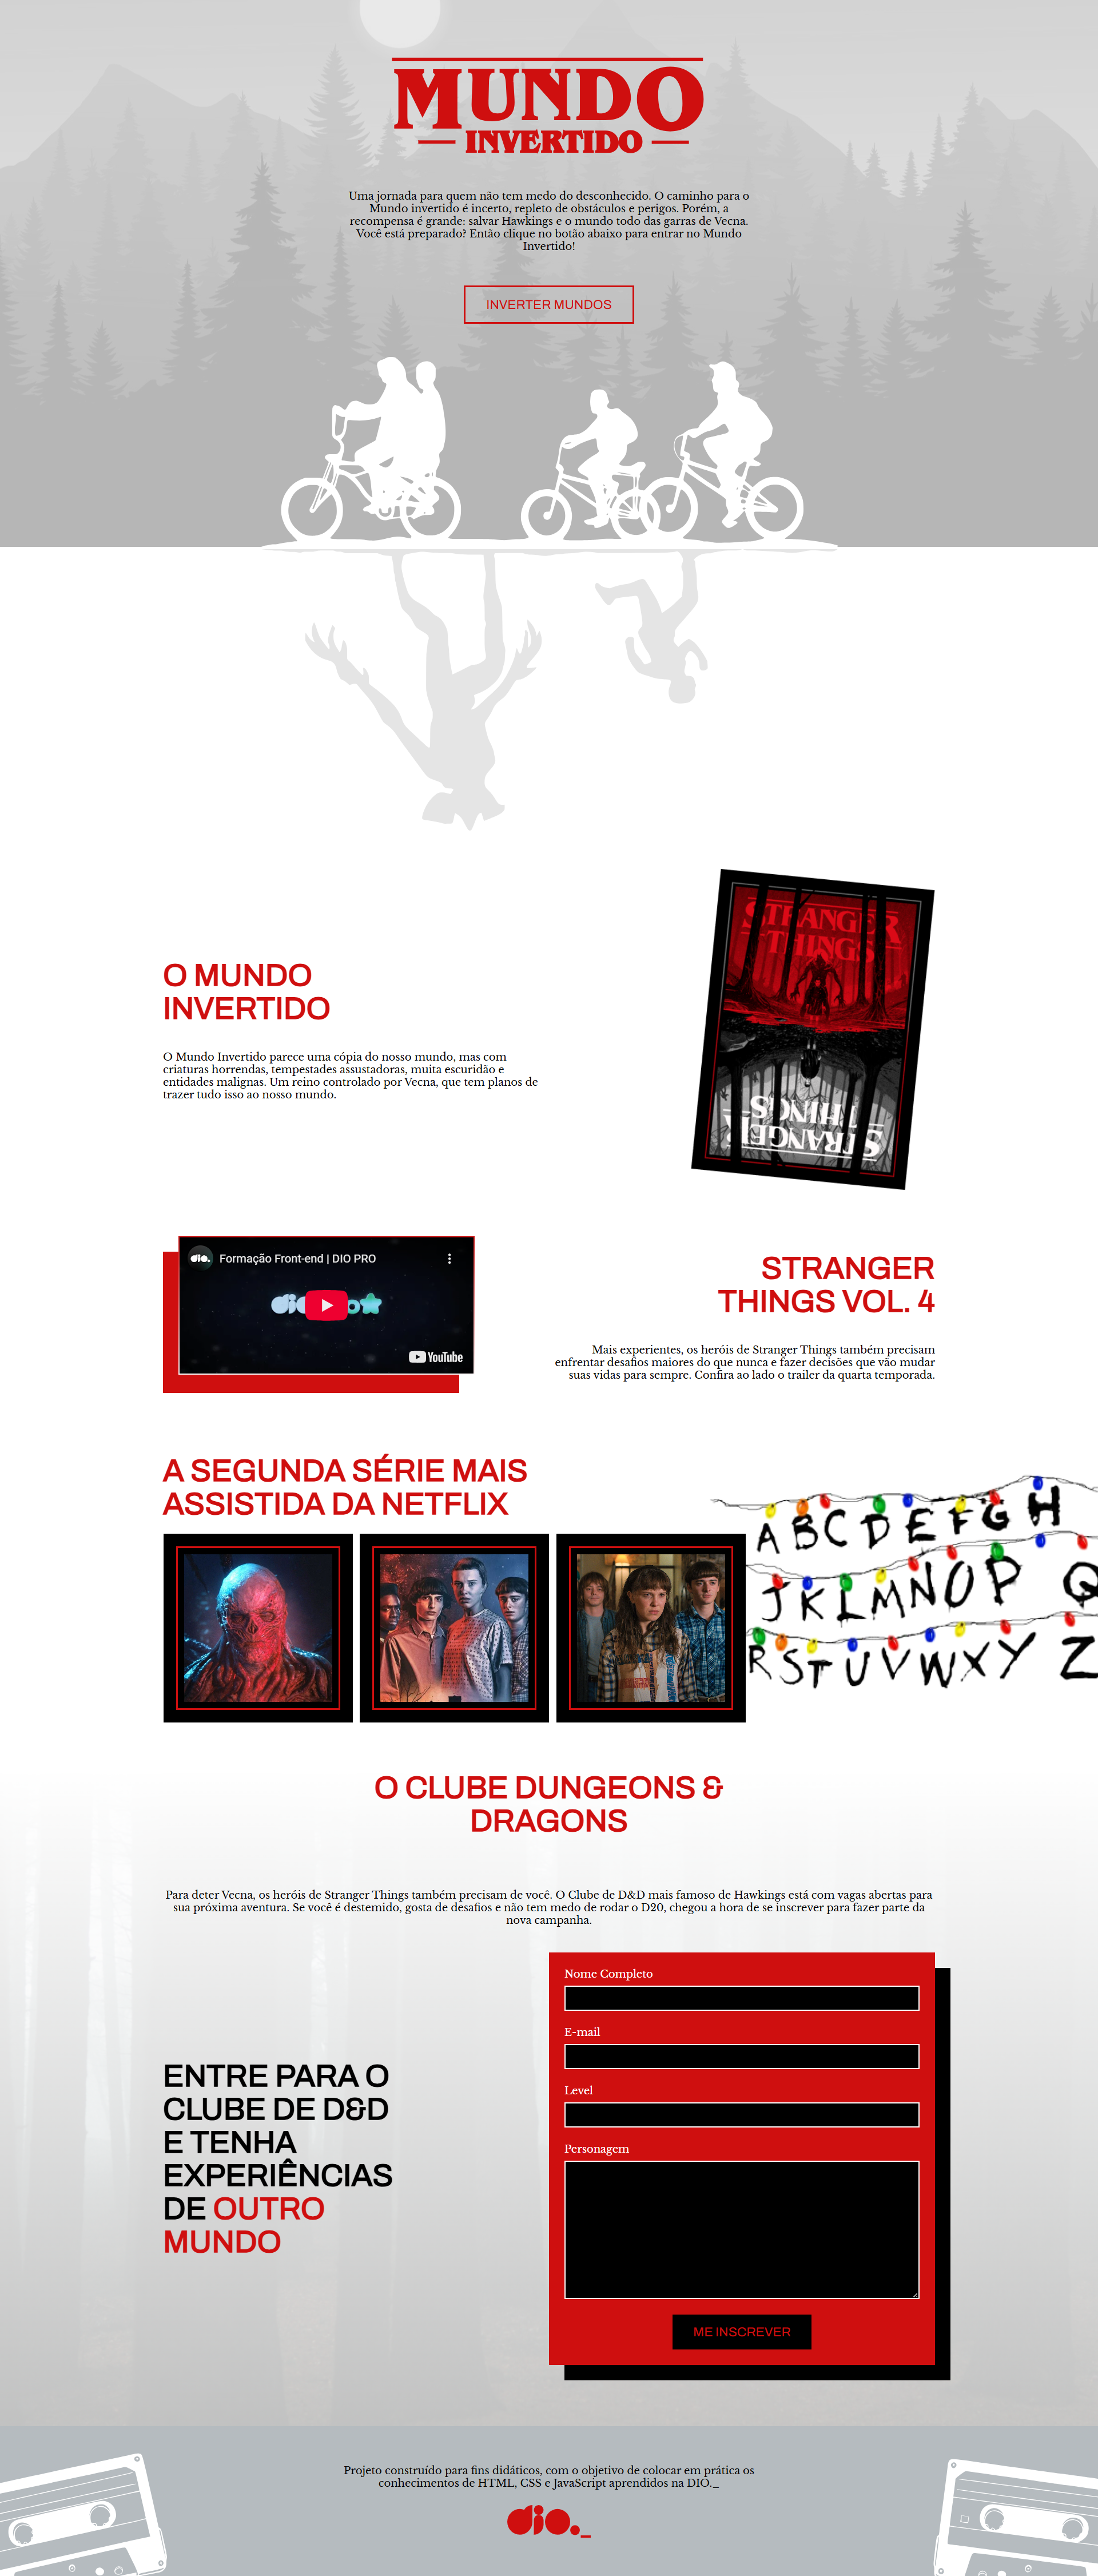 MUNDO
INVERTIDO
Uma jornada para quem não tem medo do desconhecido. O caminho para o
Mundo invertido é incerto, repleto de obstáculos e perigos. Porém, a
recompensa é grande: salvar Hawkings e o mundo todo das garras de Vecna.
Você está preparado? Então clique no botão abaixo para entrar no Mundo
Invertido!
INVERTER MUNDOS
O MUNDO
INVERTIDO
O Mundo Invertido parece uma cópia do nosso mundo, mas com
criaturas horrendas, tempestades assustadoras, muita escuridão e
entidades malignas. Um reino controlado por Vecna, que tem planos de
trazer tudo isso ao nosso mundo.
STRANGER
THINGS
STRANGER
THINGS
dio.
Formação Front-end | DIO PRO
YouTube
STRANGER
THINGS VOL. 4
Mais experientes, os heróis de Stranger Things também precisam
enfrentar desafios maiores do que nunca e fazer decisões que vão mudar
suas vidas para sempre. Confira ao lado o trailer da quarta temporada.
A SEGUNDA SÉRIE MAIS
ASSISTIDA DA NETFLIX
A B C D E F G H
J K L M N O P Q
R S T U V W X Y Z
O CLUBE DUNGEONS &
DRAGONS
Para deter Vecna, os heróis de Stranger Things também precisam de você. O Clube de D&D mais famoso de Hawkings está com vagas abertas para
sua próxima aventura. Se você é destemido, gosta de desafios e não tem medo de rodar o D20, chegou a hora de se inscrever para fazer parte da
nova campanha.
ENTRE PARA O
CLUBE DE D&D
E TENHA
EXPERIÊNCIAS
DE OUTRO
MUNDO
Nome Completo
E-mail
Level
Personagem
ME INSCREVER
Projeto construído para fins didáticos, com o objetivo de colocar em prática os
conhecimentos de HTML, CSS e JavaScript aprendidos na DIO._
dio._